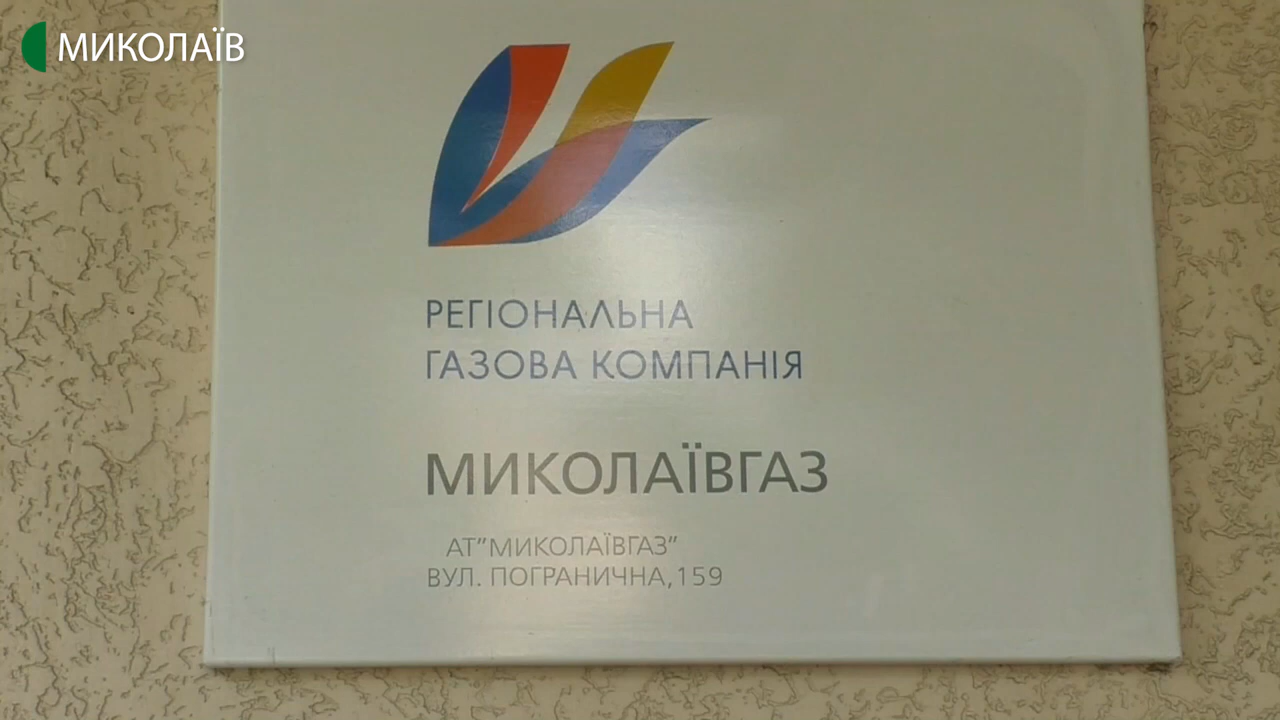 МИКОЛАЇВ
РЕГІОНАЛЬНА
ГАЗОВА КОМПАНІЯ
МИКОЛАЇВГАЗ
АТ"МИКОЛАЇВГАЗ"
ВУЛ. ПОГРАНИЧНА,159